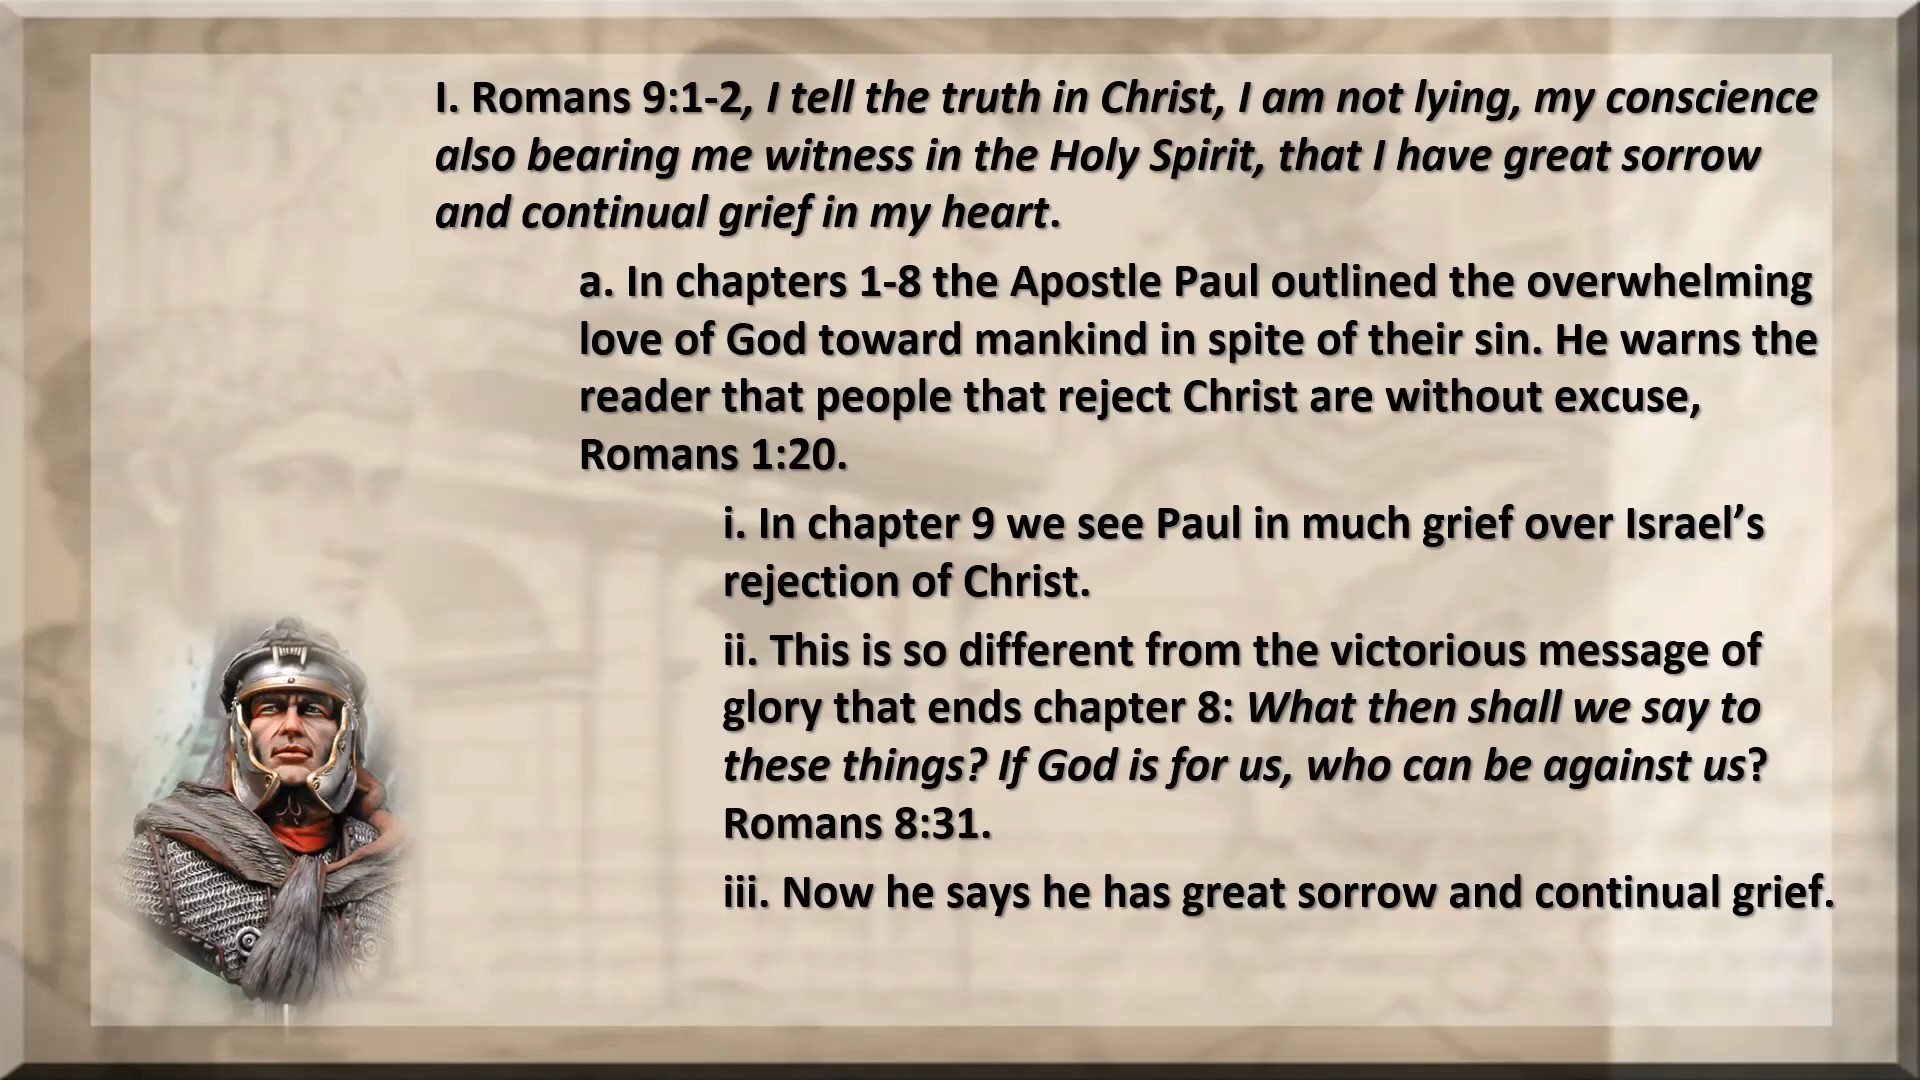 I. Romans 9:1-2, I tell the truth in Christ, I am not lying, my conscience
also bearing me witness in the Holy Spirit, that I have great sorrow
and continual grief in my heart.
a. In chapters 1-8 the Apostle Paul outlined the overwhelming
love of God toward mankind in spite of their sin. He warns the
reader that people that reject Christ are without excuse,
Romans 1:20.
i. In chapter 9 we see Paul in much grief over Israel’s
rejection of Christ.
ii. This is so different from the victorious message of
glory that ends chapter 8: What then shall we say to
these things? If God is for us, who can be against us?
Romans 8:31.
iii. Now he says he has great sorrow and continual grief.